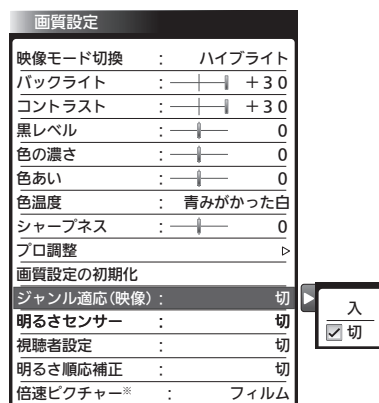 画質設定
映像モード切換 : ハイブライト
バックライト : +30
コントラスト : +30
黒レベル : 0
色の濃さ : 0
色あい : 0
色温度 : 青みがかった白
シャープネス : 0
プロ調整
画質設定の初期化
ジャンル適応(映像) : 切
明るさセンサー : 切
視聴者設定 : 切
明るさ順応補正 : 切
倍速ピクチャー※ : フィルム
入
切